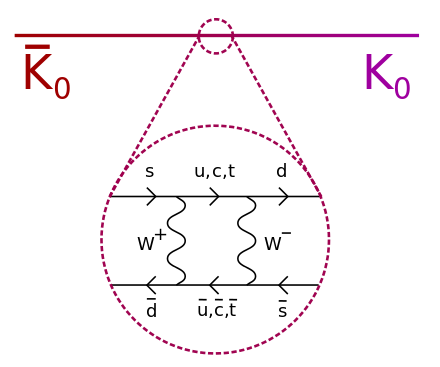 K̅₀ K₀
s u,c,t d
W⁺ W⁻
d̅ u̅,c̅,t̅ s̅